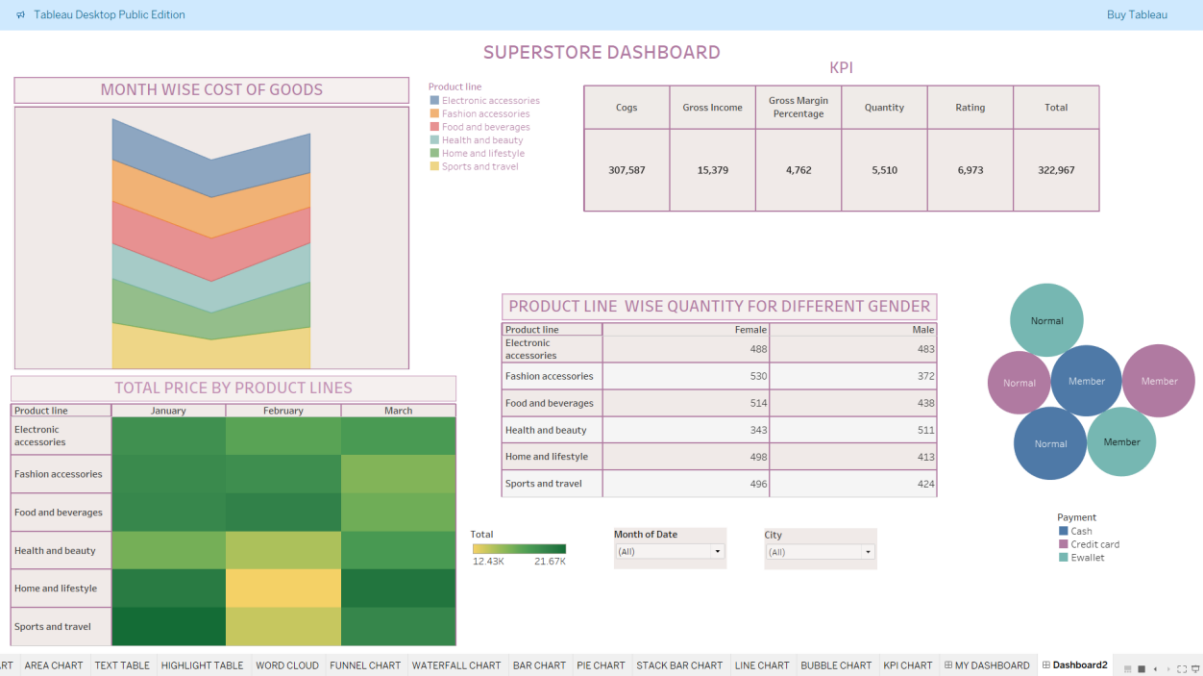 Tableau Desktop Public Edition
Buy Tableau
SUPERSTORE DASHBOARD
KPI
MONTH WISE COST OF GOODS
Product line
Electronic accessories
Fashion accessories
Food and beverages
Health and beauty
Home and lifestyle
Sports and travel
Cogs Gross Income Gross Margin Percentage Quantity Rating Total
307,587 15,379 4,762 5,510 6,973 322,967
PRODUCT LINE WISE QUANTITY FOR DIFFERENT GENDER
Product line Female Male
Electronic accessories 488 483
Fashion accessories 530 372
Food and beverages 514 438
Health and beauty 343 511
Home and lifestyle 498 413
Sports and travel 496 424
Normal
Normal
Member
Member
Normal
Member
TOTAL PRICE BY PRODUCT LINES
Product line January February March
Electronic accessories
Fashion accessories
Food and beverages
Health and beauty
Home and lifestyle
Sports and travel
Total
12.43K 21.67K
Month of Date
(All)
City
(All)
Payment
Cash
Credit card
Ewallet
RT AREA CHART TEXT TABLE HIGHLIGHT TABLE WORD CLOUD FUNNEL CHART WATERFALL CHART BAR CHART PIE CHART STACK BAR CHART LINE CHART BUBBLE CHART KPI CHART MY DASHBOARD Dashboard2